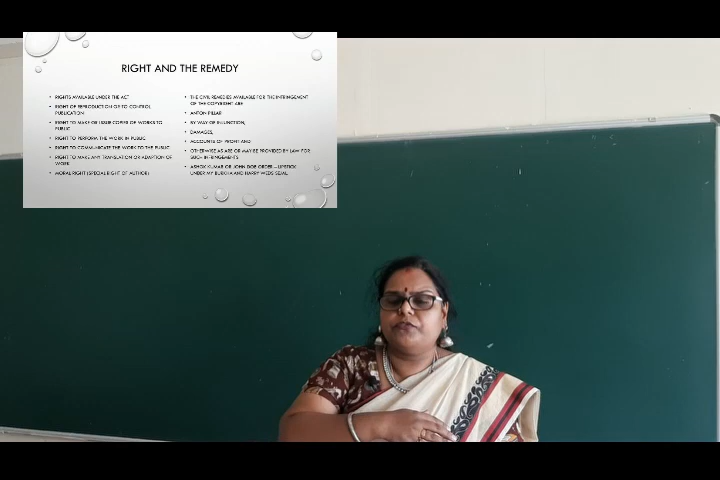 RIGHT AND THE REMEDY
• RIGHTS AVAILABLE UNDER THE ACT
• RIGHT OF REPRODUCTION OR TO CONTROL
PUBLICATION
• RIGHT TO MAKE OR ISSUE COPIES OF WORKS TO
PUBLIC
• RIGHT TO PERFORM THE WORK IN PUBLIC
• RIGHT TO COMMUNICATE THE WORK TO THE PUBLIC
• RIGHT TO MAKE ANY TRANSLATION OR ADAPTION OF
WORK
• MORAL RIGHT (SPECIAL RIGHT OF AUTHOR)
• THE CIVIL REMEDIES AVAILABLE FOR THE INFRINGEMENT
OF THE COPYRIGHT ARE
• ANTON PILLAR
• BY WAY OF INJUNCTION,
• DAMAGES,
• ACCOUNTS OF PROFIT AND
• OTHERWISE AS ARE OR MAY BE PROVIDED BY LAW FOR
SUCH INFRINGEMENTS
• ASHOK KUMAR OR JOHN DOE ORDER – LIPSTICK
UNDER MY BURKHA AND HARRY WEDS SEJAL